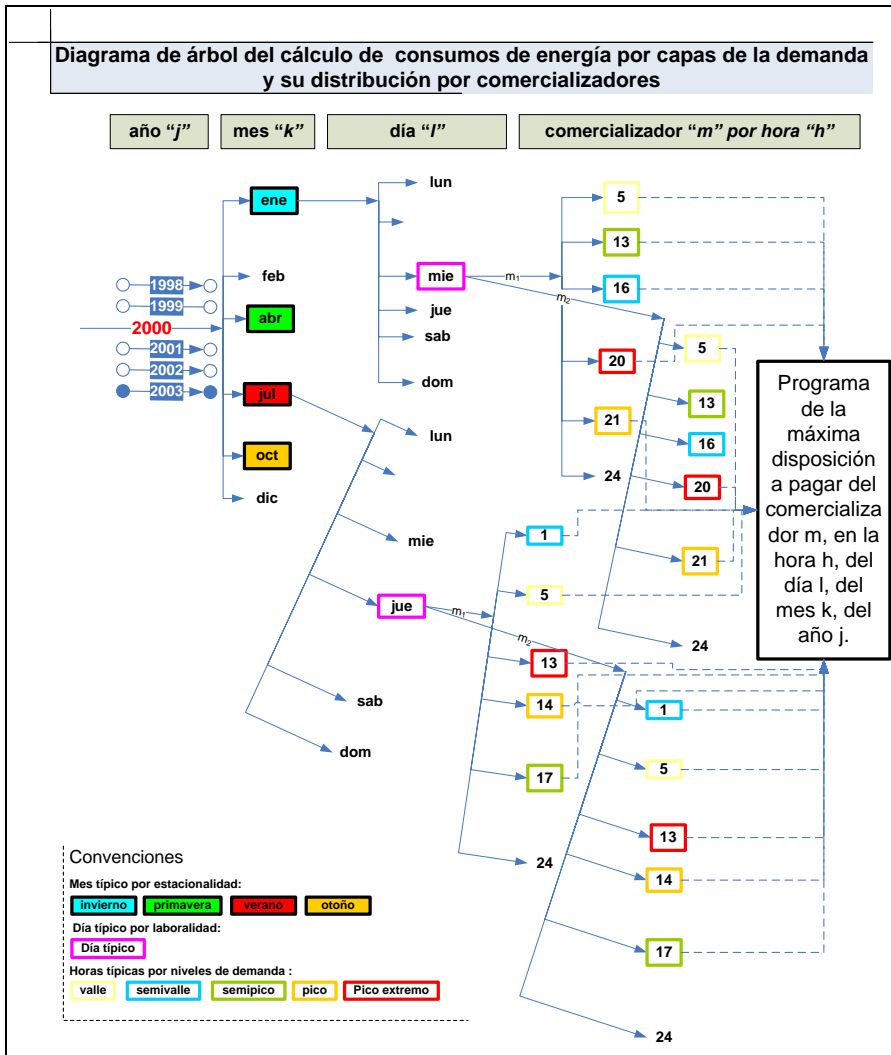 Diagrama de árbol del cálculo de consumos de energía por capas de la demanda
y su distribución por comercializadores
año “j”
mes “k”
día “l”
comercializador “m” por hora “h”
1998
1999
2000
2001
2002
2003
ene
feb
abr
jul
oct
dic
lun
mie
jue
sab
dom
m1
m2
5
13
16
20
21
24
5
13
16
20
21
24
lun
mie
jue
sab
dom
m1
m2
1
5
13
14
17
24
1
5
13
14
17
24
Programa
de la
máxima
disposición
a pagar del
comercializa
dor m, en la
hora h, del
día l, del
mes k, del
año j.
Convenciones
Mes típico por estacionalidad:
invierno
primavera
verano
otoño
Día típico por laboralidad:
Día típico
Horas típicas por niveles de demanda :
valle
semivalle
semipico
pico
Pico extremo